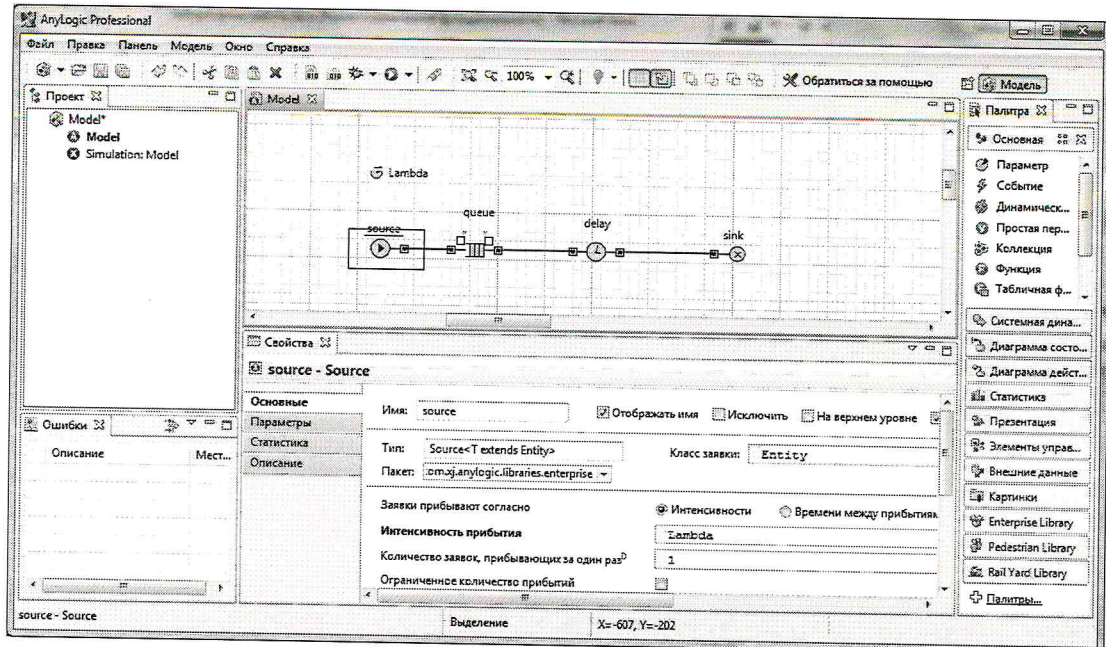 AnyLogic Professional
Файл Правка Панель Модель Окно Справка
100% Обратиться за помощью Модель
Проект
Model*
Model
Simulation: Model
Model
Lambda
source
queue
delay
sink
Палитра
Основная
Параметр
Событие
Динамическ...
Простая пер...
Коллекция
Функция
Табличная ф...
Системная дина...
Диаграмма состо...
Диаграмма дейст...
Статистика
Презентация
Элементы управ...
Внешние данные
Картинки
Enterprise Library
Pedestrian Library
Rail Yard Library
Палитры...
Ошибки
Описание Мест...
Свойства
source - Source
Основные
Параметры
Статистика
Описание
Имя: source Отображать имя Исключить На верхнем уровне
Тип: Source<T extends Entity> Класс заявки: Entity
Пакет: :om.xj.anylogic.libraries.enterprise
Заявки прибывают согласно Интенсивности Времени между прибытиям
Интенсивность прибытия Lambda
Количество заявок, прибывающих за один раз 1
Ограниченное количество прибытий
source - Source Выделение X=-607, Y=-202